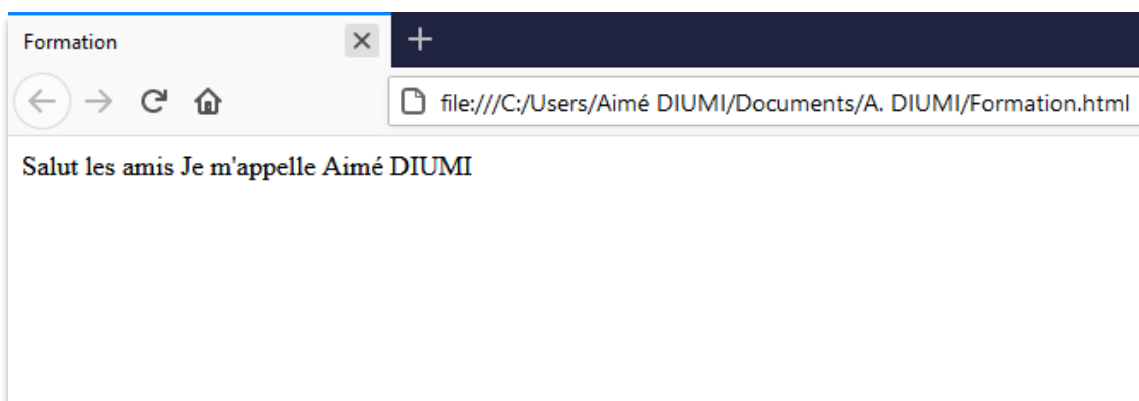 Formation
file:///C:/Users/Aimé DIUMI/Documents/A. DIUMI/Formation.html
Salut les amis Je m'appelle Aimé DIUMI